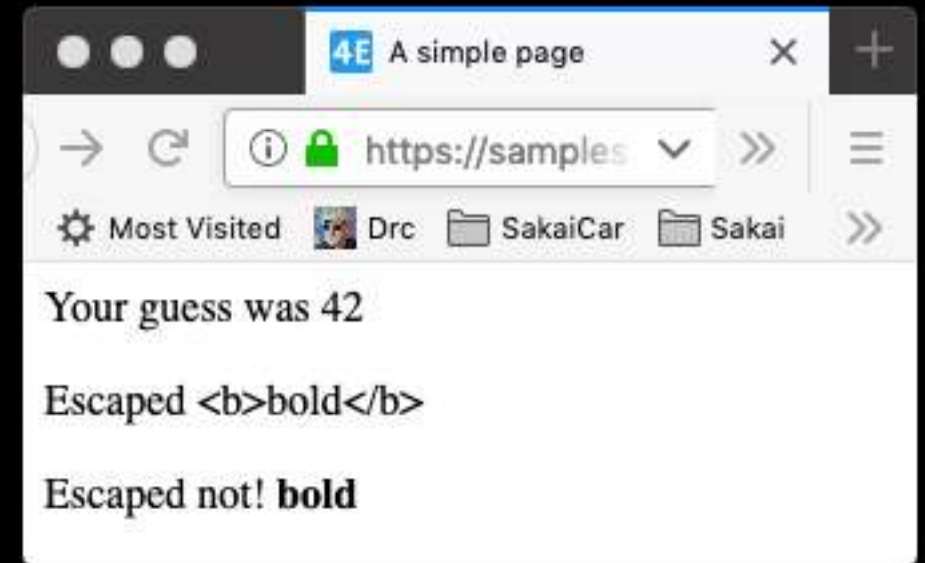 4E A simple page
https://samples
Most Visited Drc SakaiCar Sakai
Your guess was 42
Escaped <b>bold</b>
Escaped not! bold